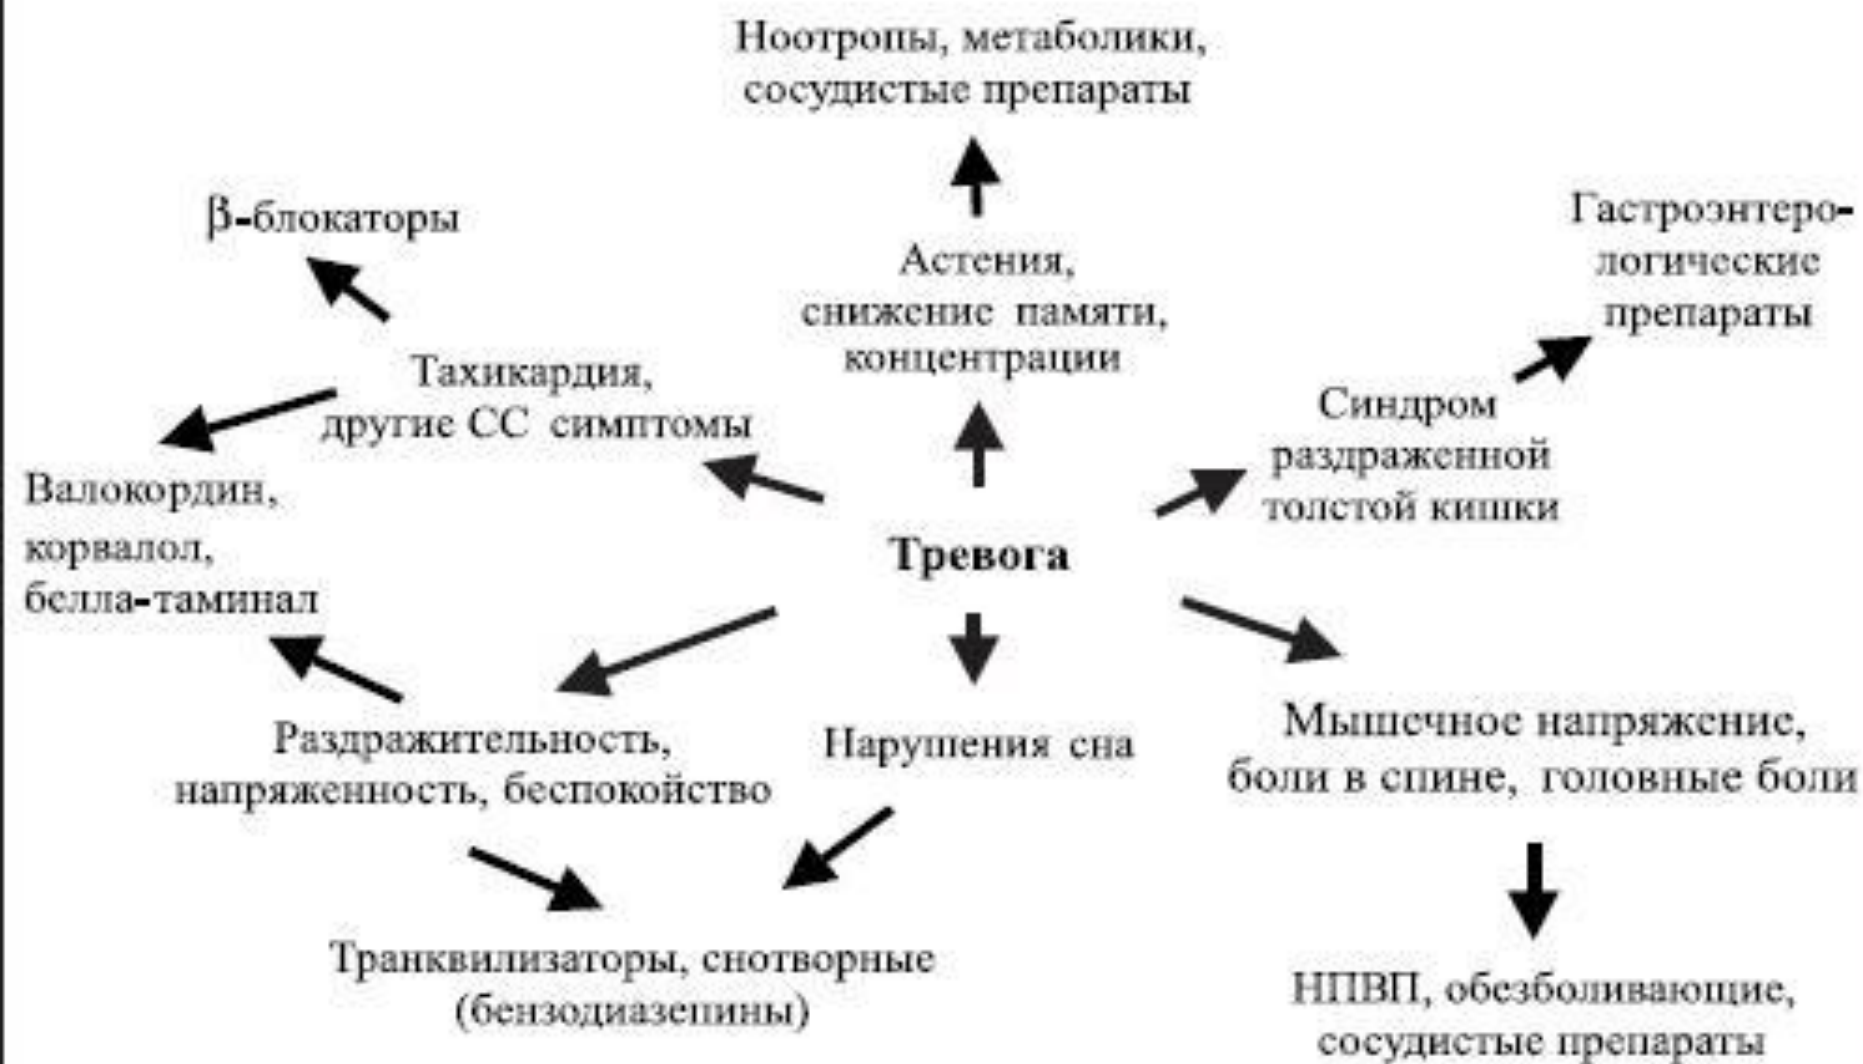 Ноотропы, метаболики,
сосудистые препараты
β-блокаторы
Гастроэнтеро-
логические
препараты
Астения,
снижение памяти,
концентрации
Тахикардия,
другие СС симптомы
Синдром
раздраженной
толстой кишки
Валокордин,
корвалол,
белла-таминал
Тревога
Раздражительность,
напряженность, беспокойство
Нарушения сна
Мышечное напряжение,
боли в спине, головные боли
Транквилизаторы, снотворные
(бензодиазепины)
НПВП, обезболивающие,
сосудистые препараты